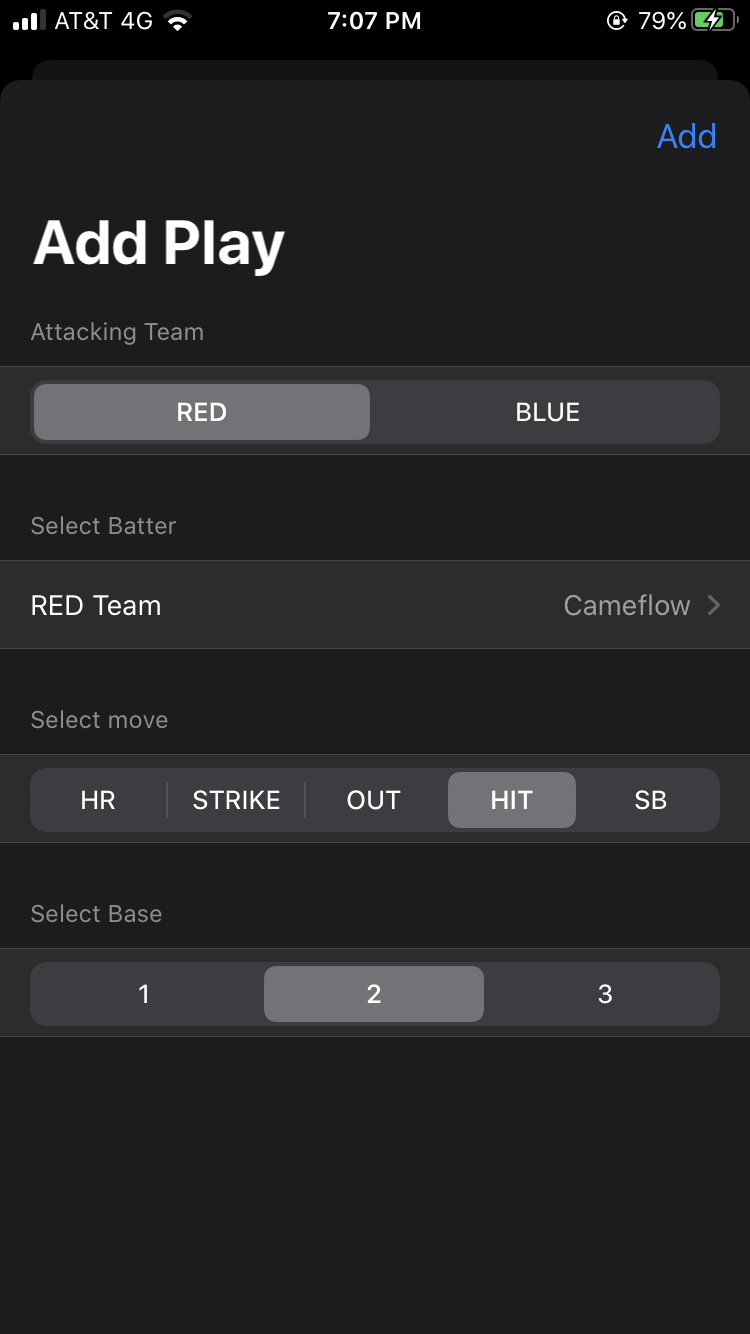 AT&T 4G 7:07 PM 79%
Add
Add Play
Attacking Team
RED BLUE
Select Batter
RED Team Cameflow
Select move
HR STRIKE OUT HIT SB
Select Base
1 2 3